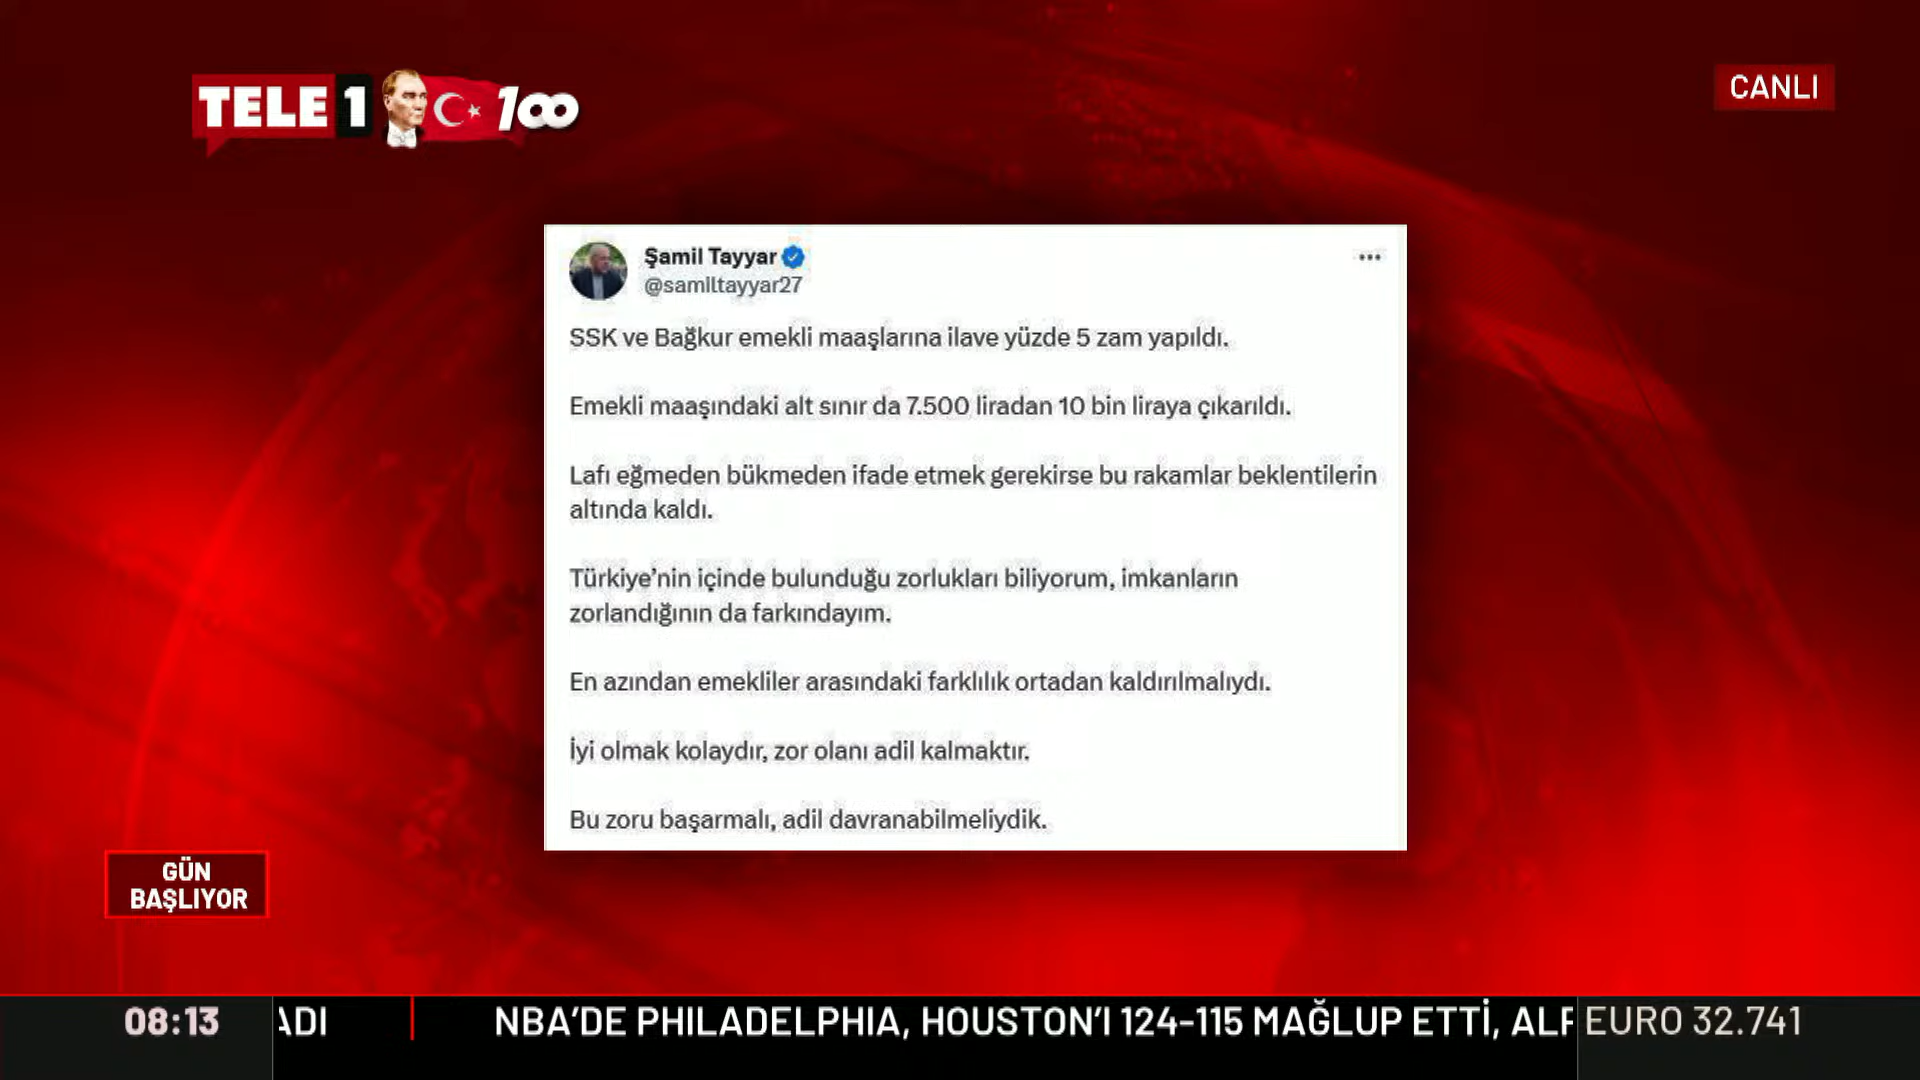 TELE 1 100
CANLI
Şamil Tayyar
@samiltayyar27
SSK ve Bağkur emekli maaşlarına ilave yüzde 5 zam yapıldı.
Emekli maaşındaki alt sınır da 7.500 liradan 10 bin liraya çıkarıldı.
Lafı eğmeden bükmeden ifade etmek gerekirse bu rakamlar beklentilerin
altında kaldı.
Türkiye’nin içinde bulunduğu zorlukları biliyorum, imkanların
zorlandığının da farkındayım.
En azından emekliler arasındaki farklılık ortadan kaldırılmalıydı.
İyi olmak kolaydır, zor olanı adil kalmaktır.
Bu zoru başarmalı, adil davranabilmeliydik.
GÜN
BAŞLIYOR
08:13 ADI NBA’DE PHILADELPHIA, HOUSTON’I 124-115 MAĞLUP ETTİ, ALP EURO 32.741